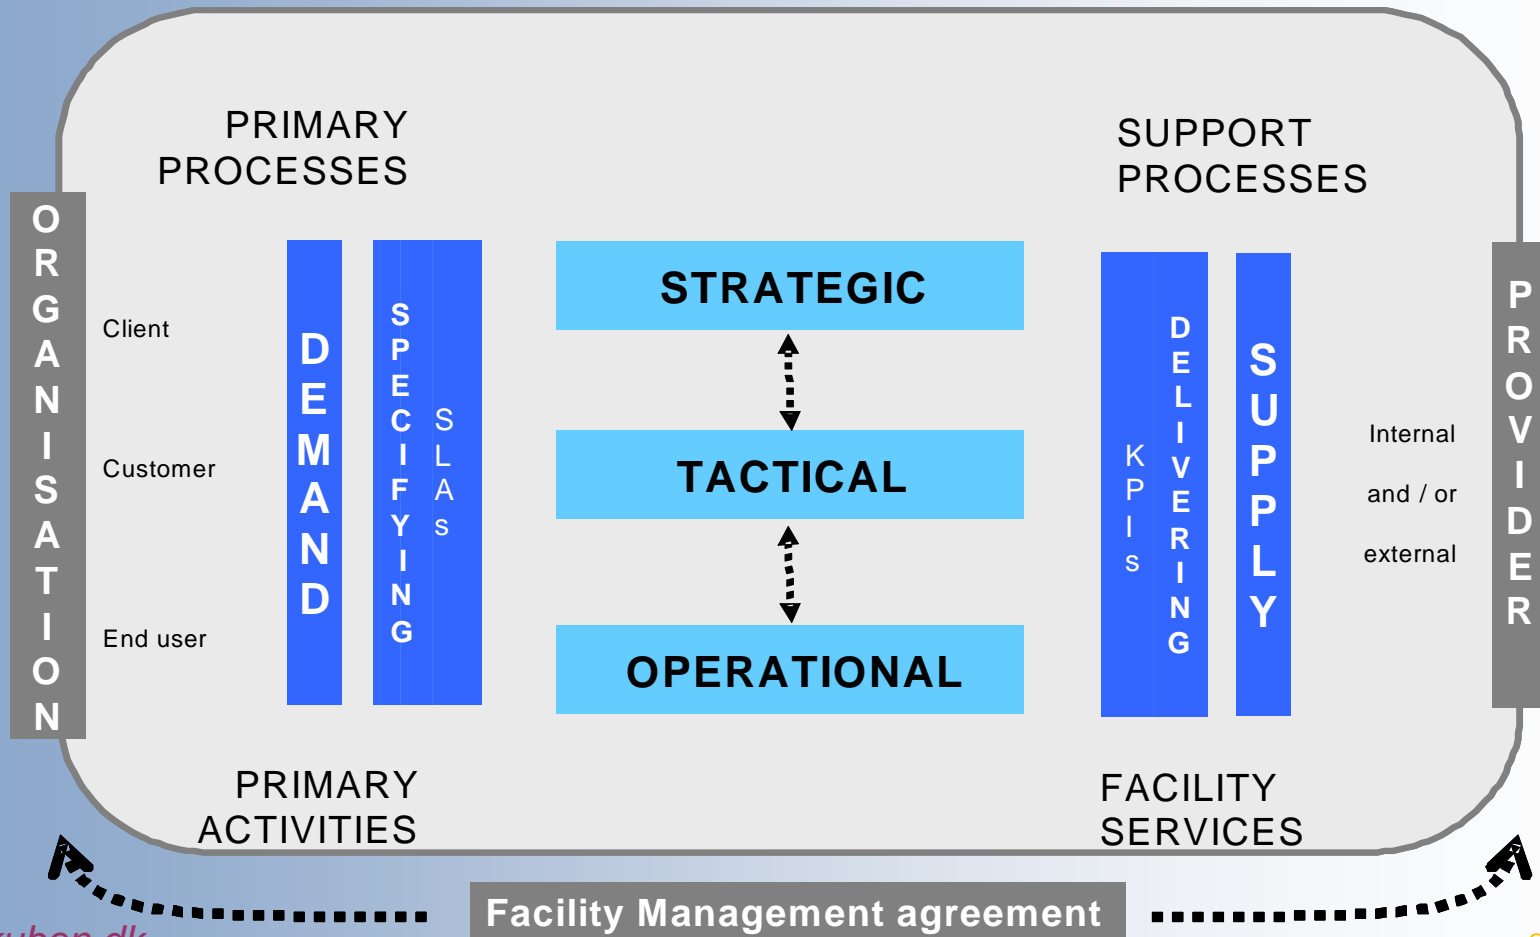 PRIMARY
PROCESSES
SUPPORT
PROCESSES
ORGANISATION
Client
Customer
End user
DEMAND
SPECIFYING
SLAs
STRATEGIC
TACTICAL
OPERATIONAL
KPIs
DELIVERING
SUPPLY
Internal
and / or
external
PROVIDER
PRIMARY
ACTIVITIES
FACILITY
SERVICES
Facility Management agreement